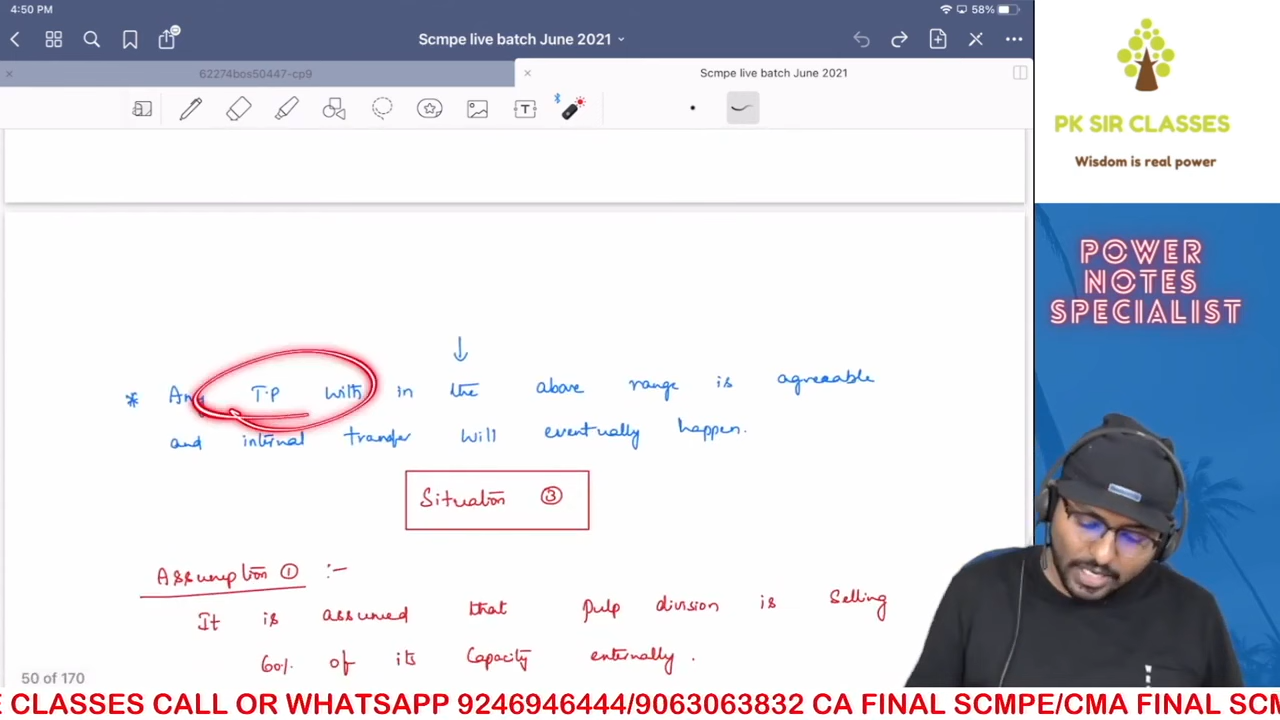 4:50 PM
58%
Scmpe live batch June 2021
62274bos50447-cp9
Scmpe live batch June 2021
T
PK SIR CLASSES
Wisdom is real power
POWER
NOTES
SPECIALIST
* Any T.P with in the above range is agreeable
and internal transfer will eventually happen.
Situation ③
Assumption ① :-
It is assumed that pulp division is Selling
60% of its Capacity enternally.
50 of 170
E CLASSES CALL OR WHATSAPP 9246946444/9063063832 CA FINAL SCMPE/CMA FINAL SCM